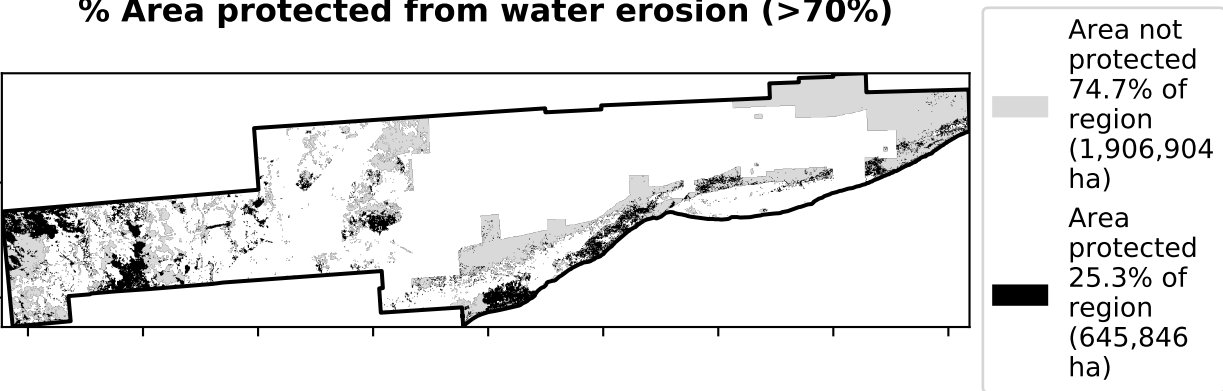 % Area protected from water erosion (>70%)
Area not
protected
74.7% of
region
(1,906,904
ha)
Area
protected
25.3% of
region
(645,846
ha)